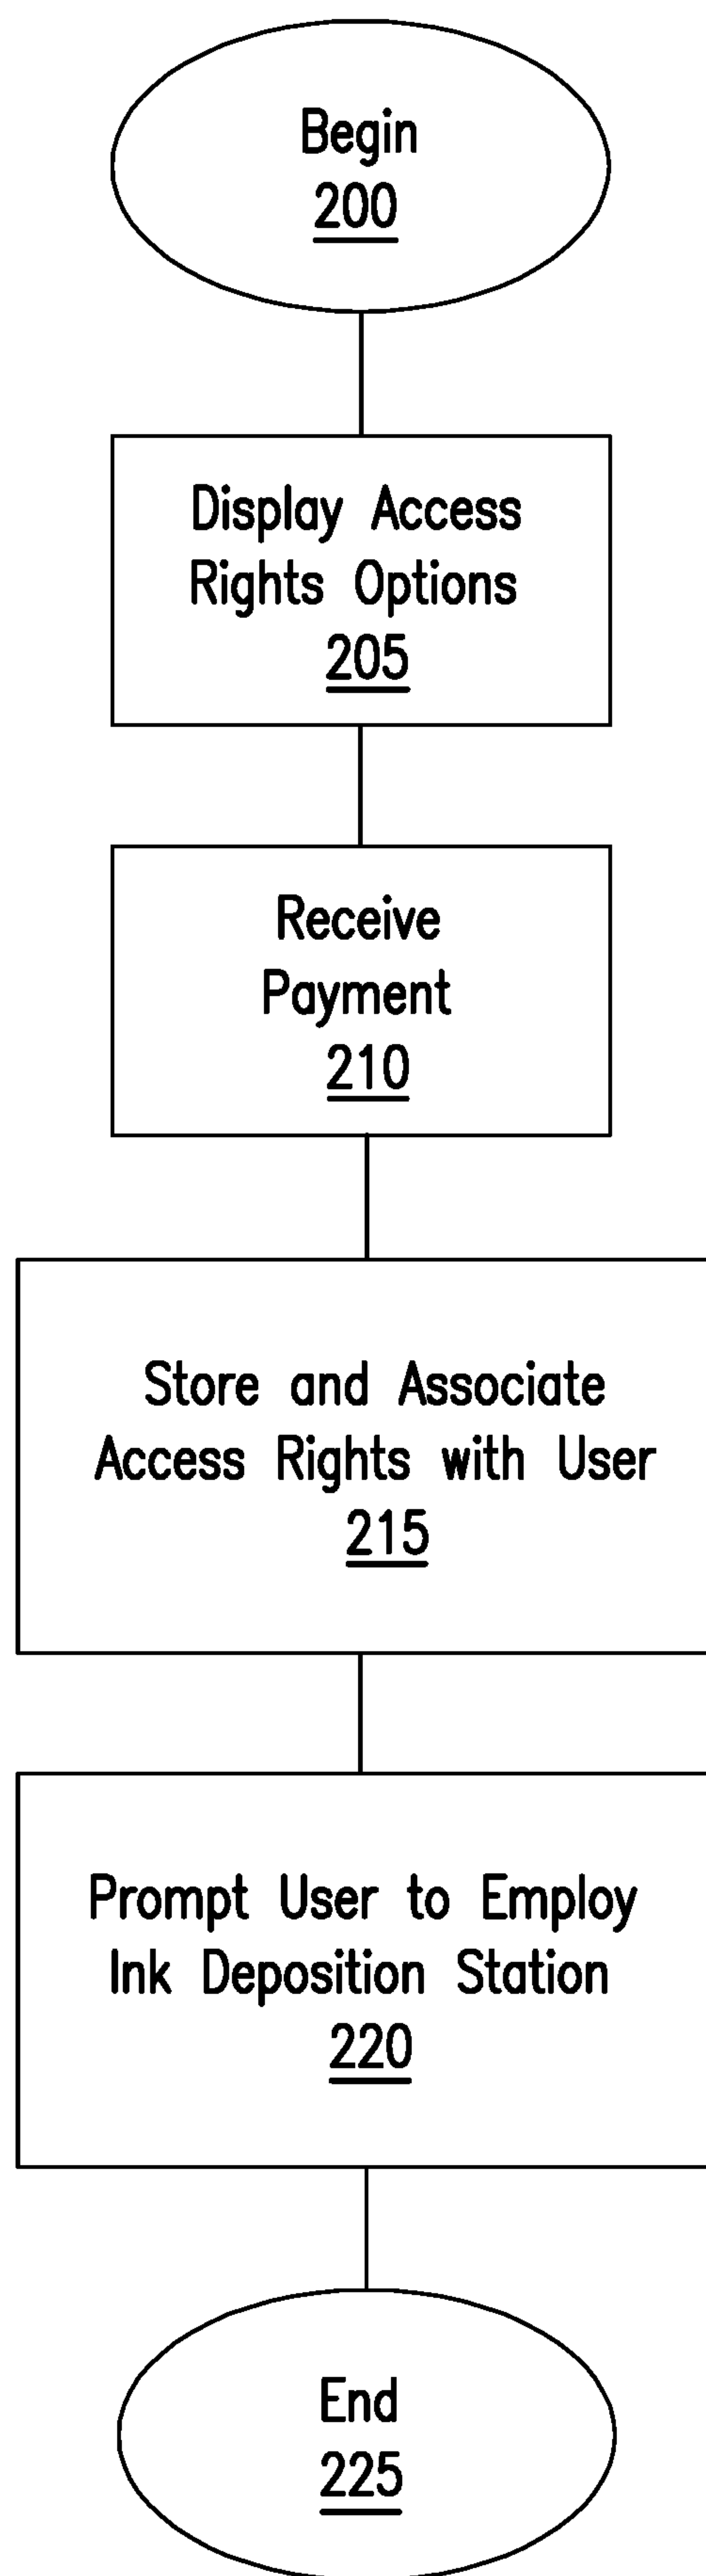 Begin
200
Display Access
Rights Options
205
Receive
Payment
210
Store and Associate
Access Rights with User
215
Prompt User to Employ
Ink Deposition Station
220
End
225